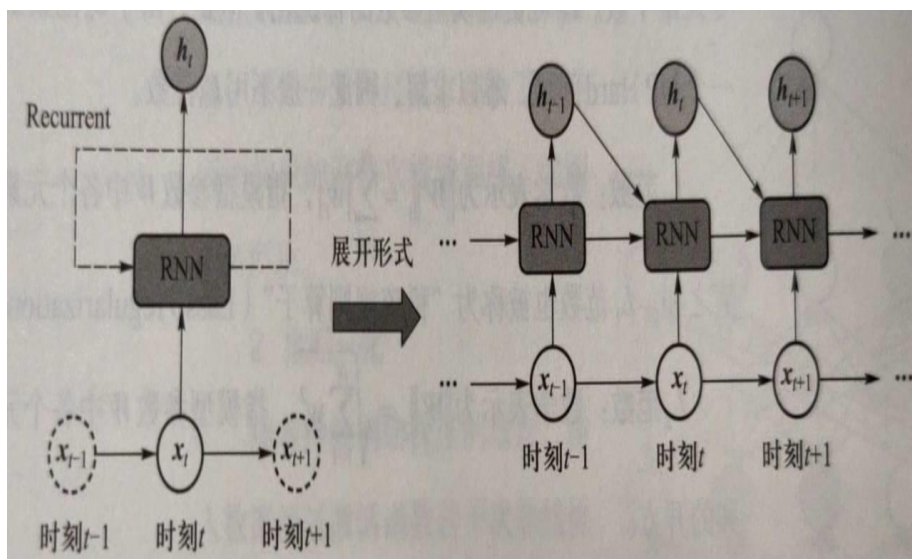 h_t
Recurrent
RNN
x_{t-1} x_t x_{t+1}
时刻t-1 时刻t 时刻t+1
展开形式
h_{t-1} h_t h_{t+1}
... RNN RNN RNN ...
... x_{t-1} x_t x_{t+1} ...
时刻t-1 时刻t 时刻t+1